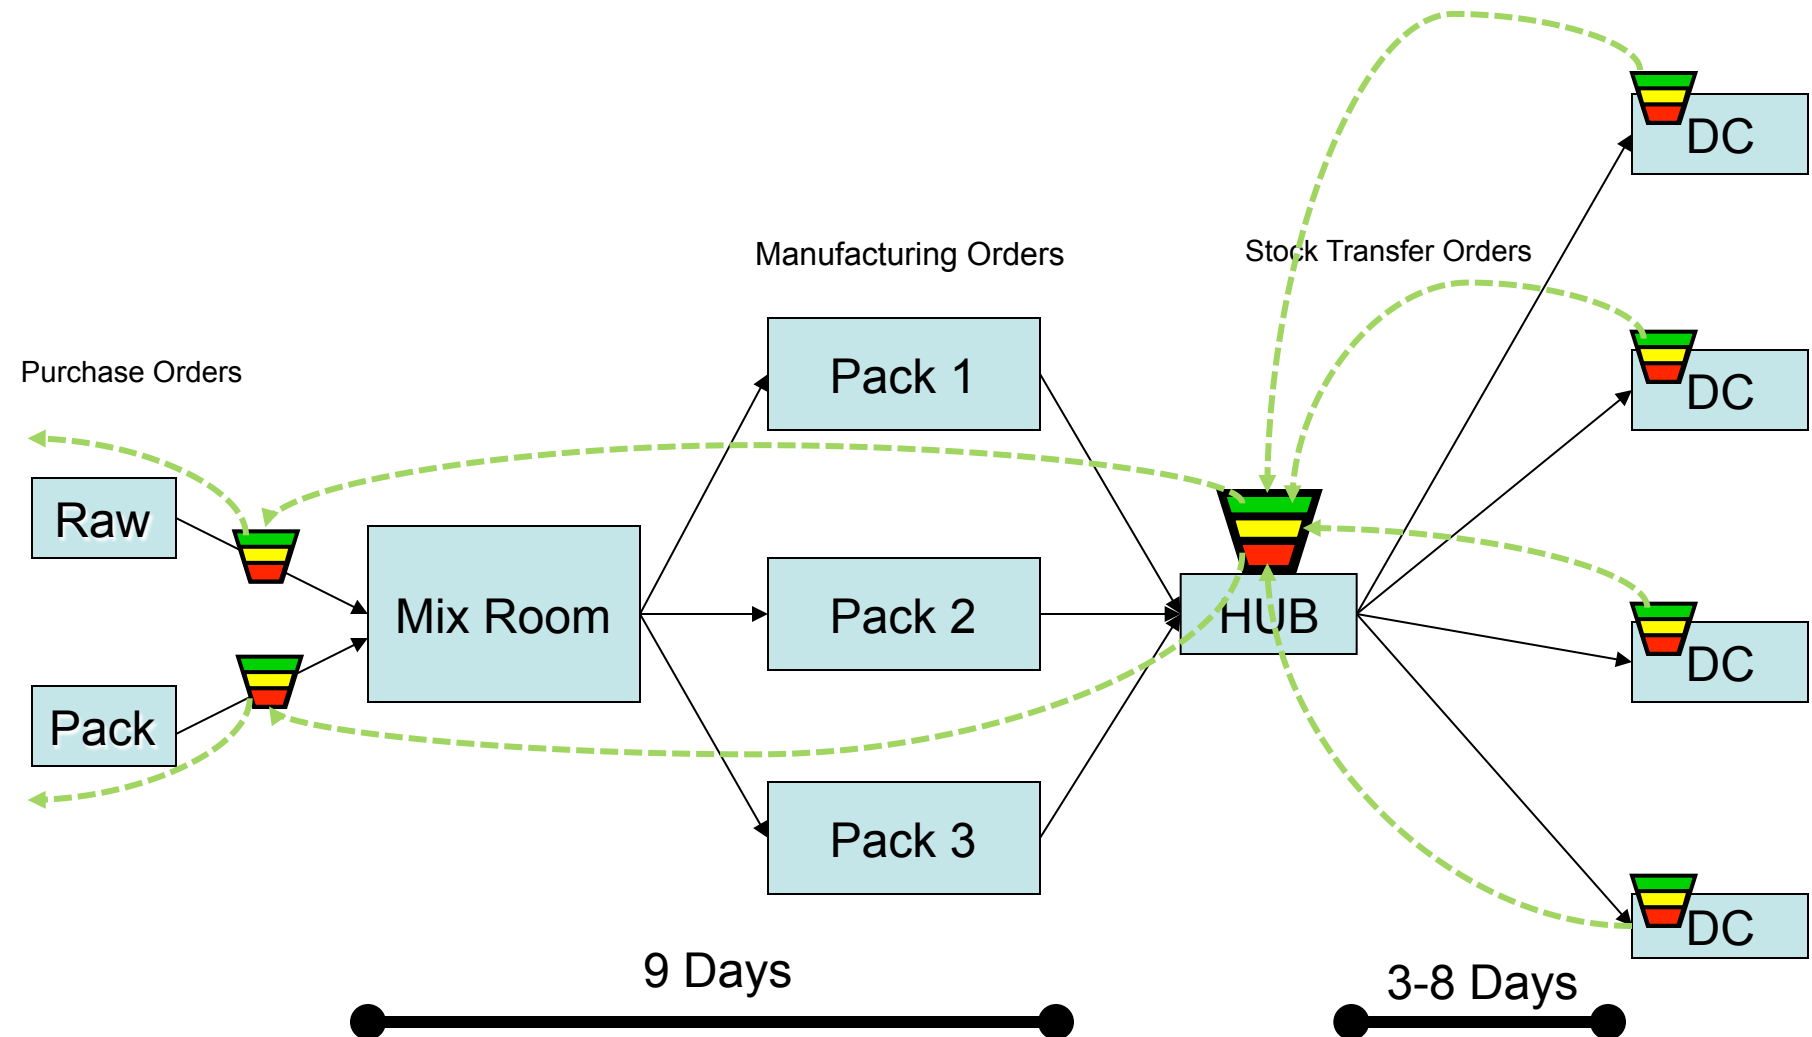 DC
Manufacturing Orders
Stock Transfer Orders
Purchase Orders
Pack 1
DC
Raw
Mix Room
Pack 2
HUB
DC
Pack
Pack 3
DC
9 Days
3-8 Days